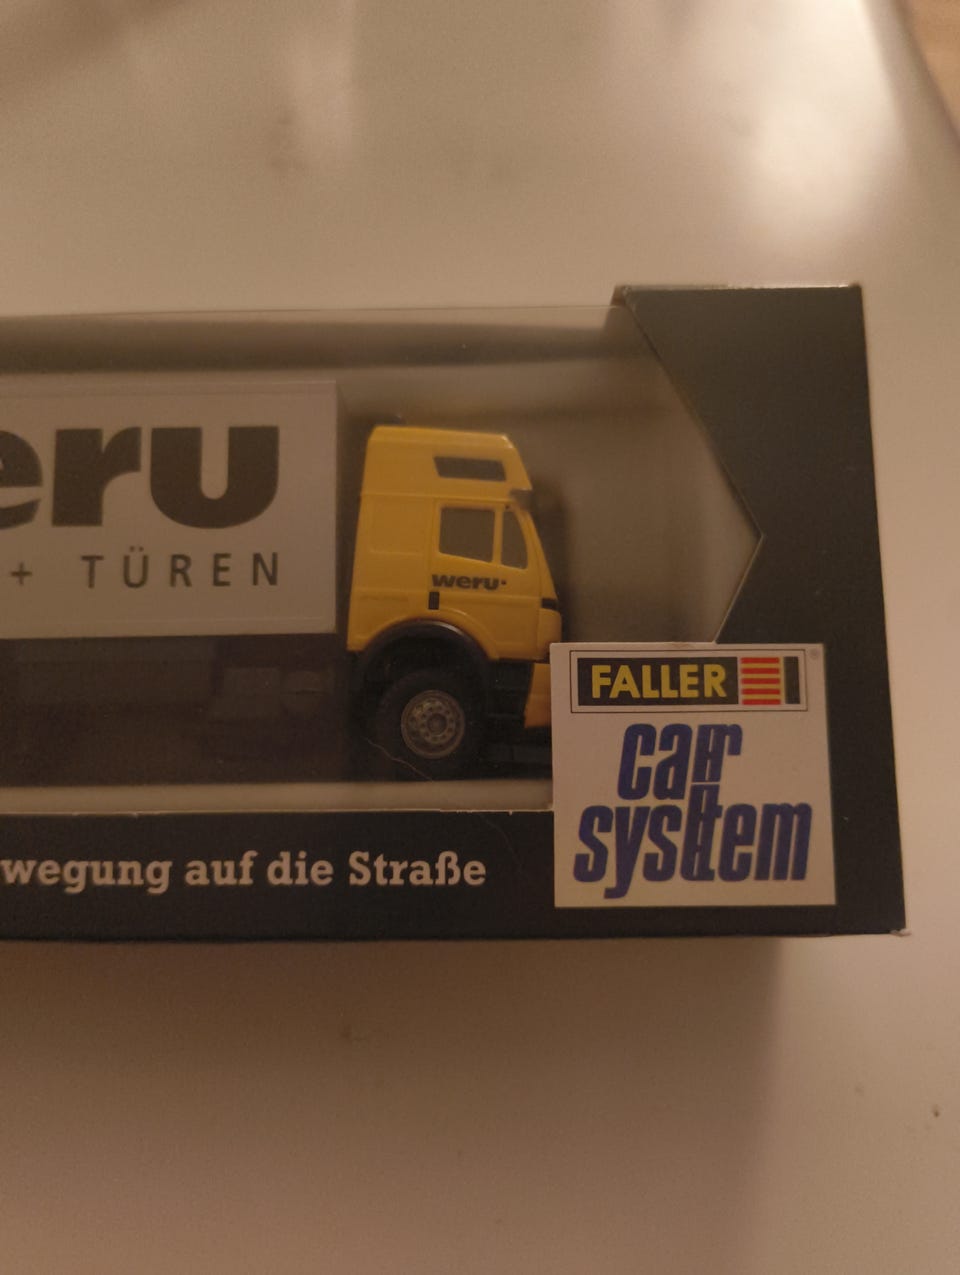 eru
+ TÜREN
weru
FALLER
car
system
wegung auf die Straße